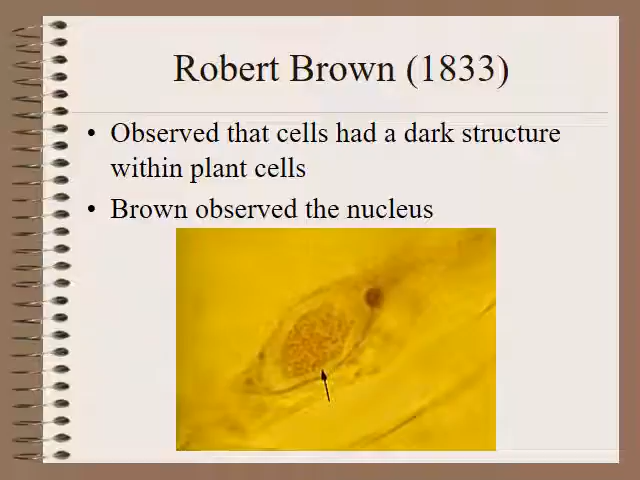 Robert Brown (1833)
• Observed that cells had a dark structure
within plant cells
• Brown observed the nucleus